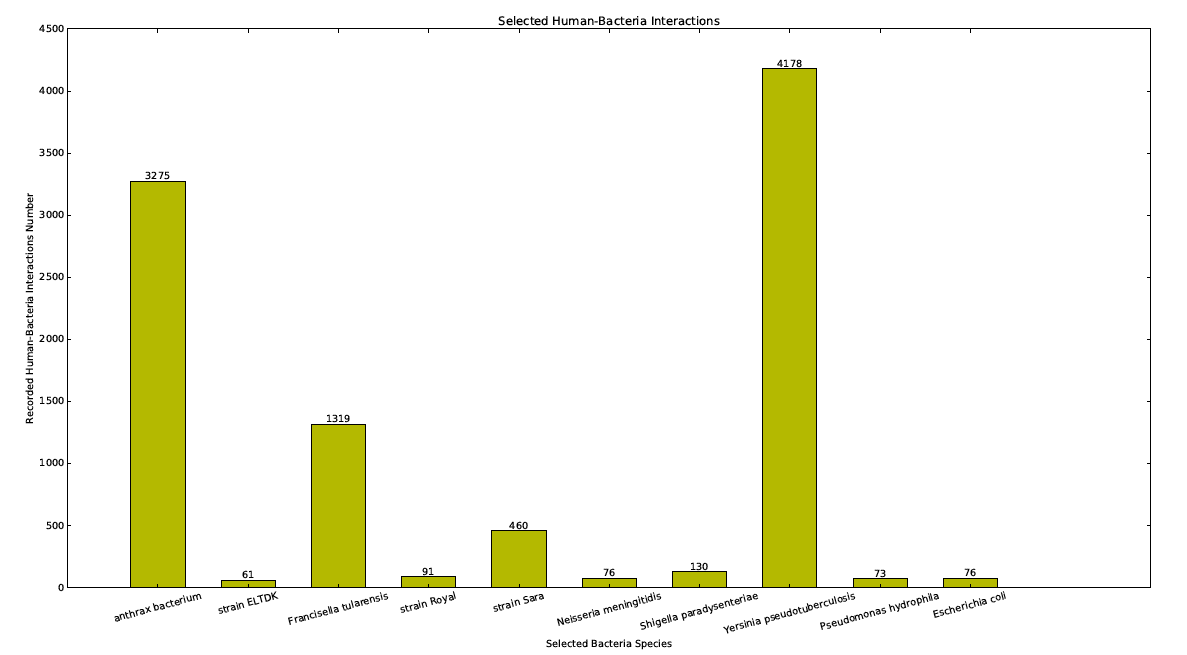 Selected Human-Bacteria Interactions
Recorded Human-Bacteria Interactions Number
4500
4000
3500
3000
2500
2000
1500
1000
500
0
3275
61
1319
91
460
76
130
4178
73
76
anthrax bacterium
strain ELTDK
Francisella tularensis
strain Royal
strain Sara
Neisseria meningitidis
Shigella paradysenteriae
Yersinia pseudotuberculosis
Pseudomonas hydrophila
Escherichia coli
Selected Bacteria Species